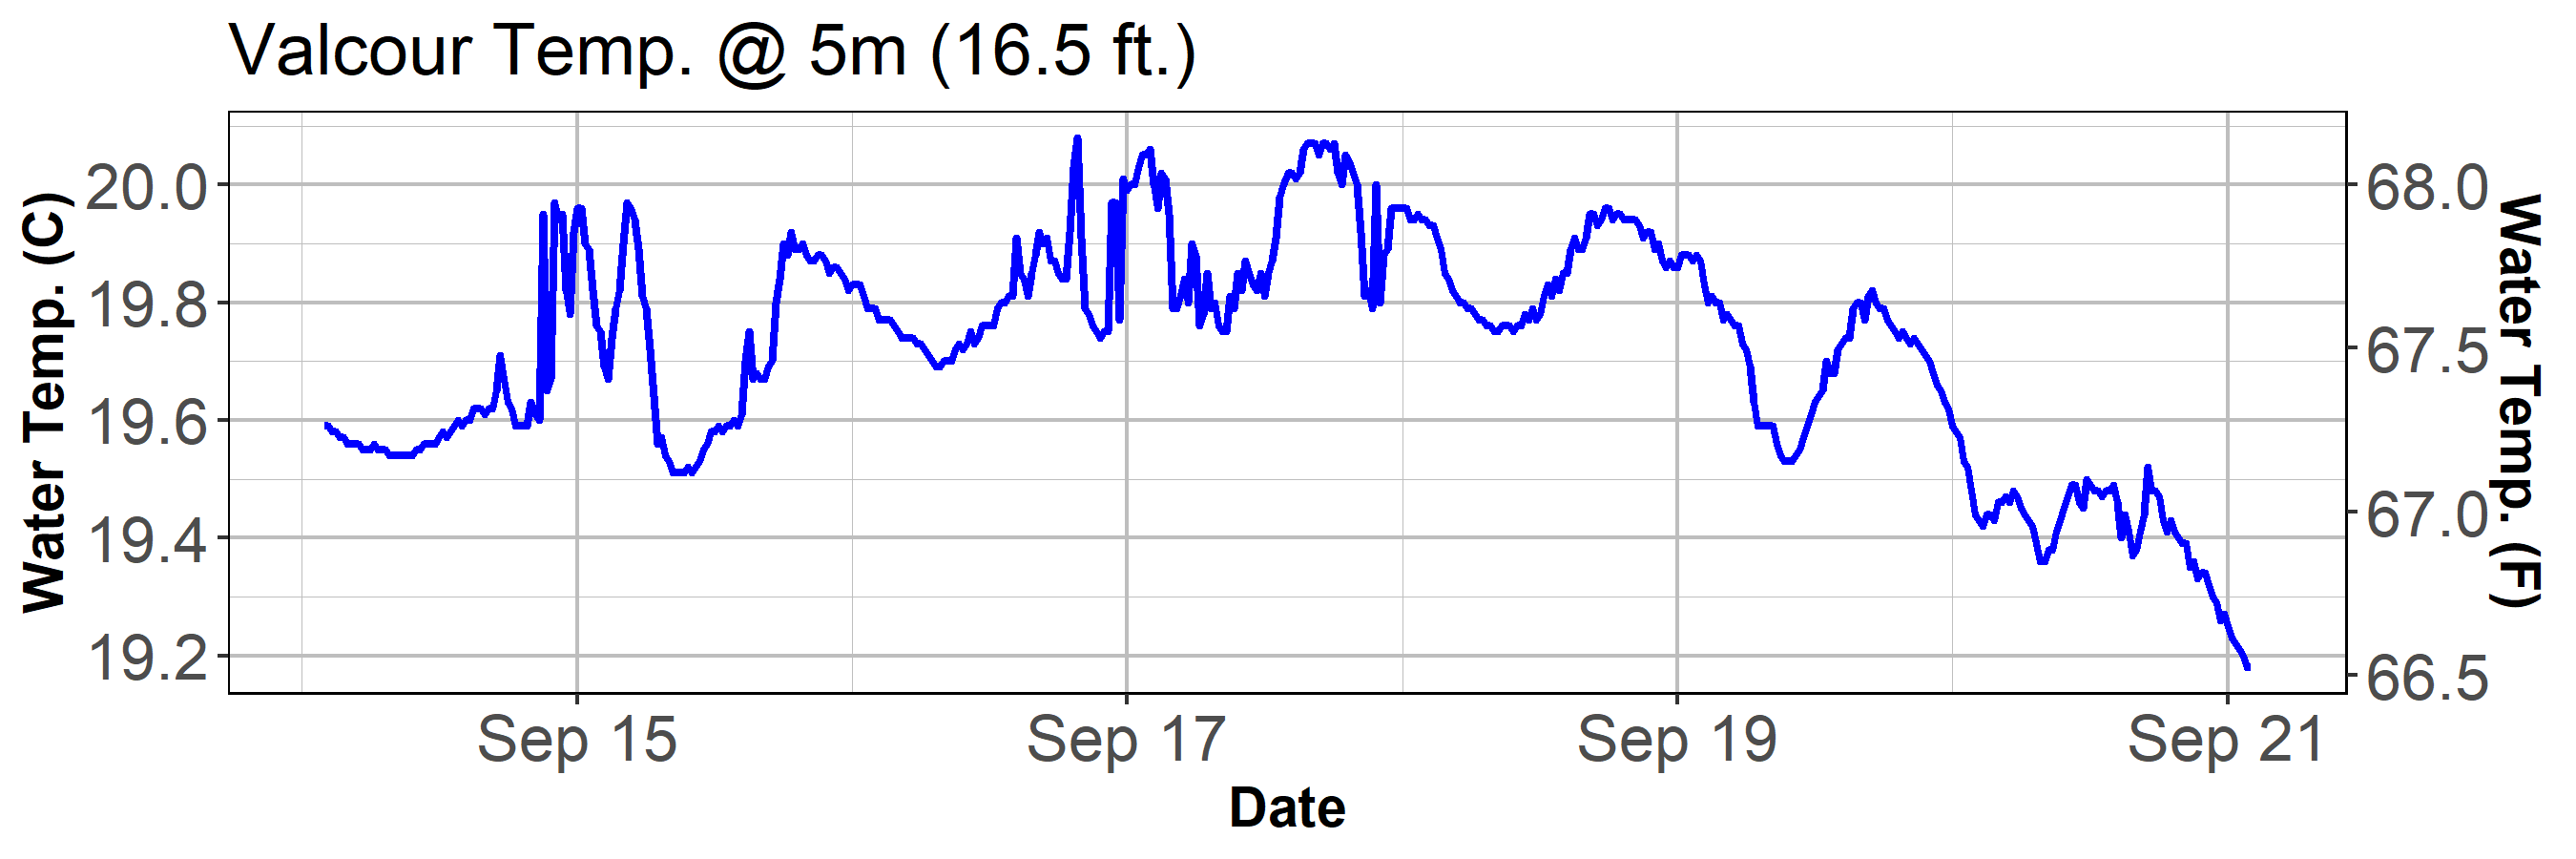 Valcour Temp. @ 5m (16.5 ft.)
Water Temp. (C)
20.0
19.8
19.6
19.4
19.2
68.0
67.5
67.0
66.5
Water Temp. (F)
Sep 15
Sep 17
Sep 19
Sep 21
Date